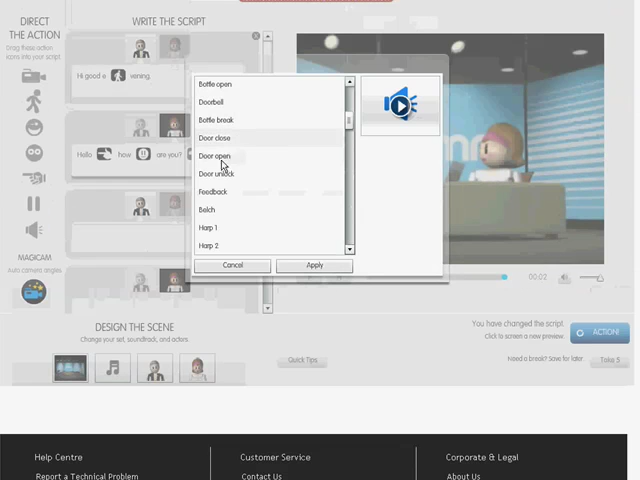 DIRECT
THE ACTION
Drag these action
icons into your script.
WRITE THE SCRIPT
Hi good e vening.
Hello how are you?
MAGICAM
Auto camera angles
Bottle open
Doorbell
Bottle break
Door close
Door open
Door unlock
Feedback
Belch
Harp 1
Harp 2
Cancel
Apply
00:02
DESIGN THE SCENE
Change your set, soundtrack, and actors.
Quick Tips
You have changed the script.
Click to screen a new preview.
ACTION!
Need a break? Save for later.
Take 5
Help Centre
Customer Service
Corporate & Legal
Report a Technical Problem
Contact Us
About Us